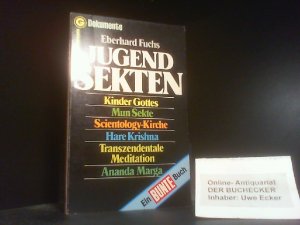 G Dokumente
Eberhard Fuchs
JUGEND
SEKTEN
Kinder Gottes
Mun Sekte
Scientology-Kirche
Hare Krishna
Transzendentale
Meditation
Ananda Marga
Ein BUNTE Buch
Online- Antiquariat
DER BUCHECKER
Inhaber: Uwe Ecker